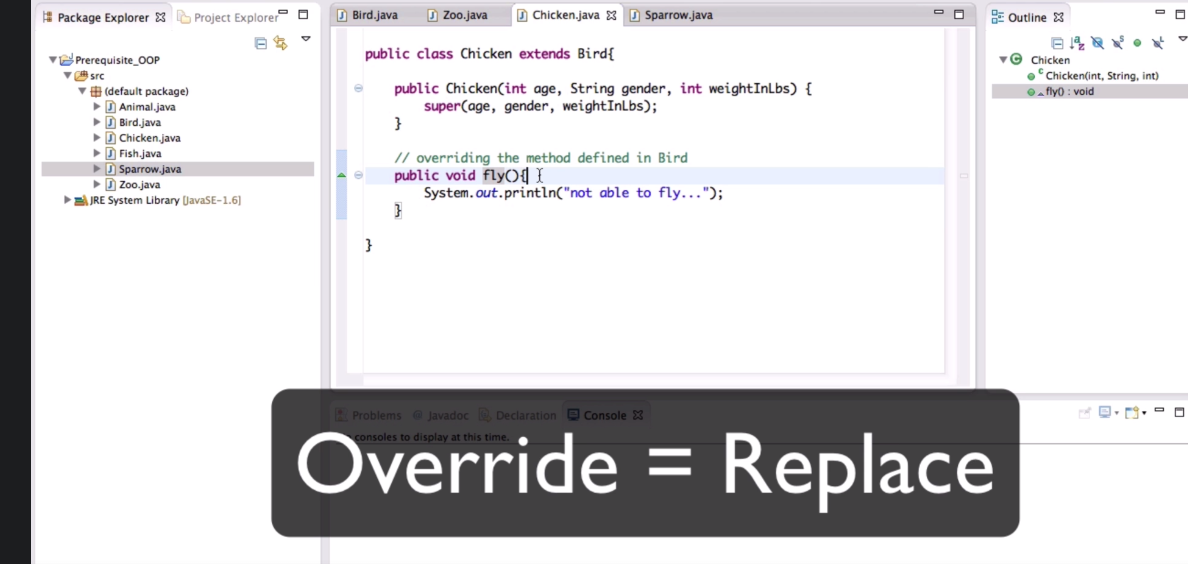 Package Explorer
Project Explorer
Prerequisite_OOP
src
(default package)
Animal.java
Bird.java
Chicken.java
Fish.java
Sparrow.java
Zoo.java
JRE System Library [JavaSE-1.6]
Bird.java
Zoo.java
Chicken.java
Sparrow.java
public class Chicken extends Bird{
public Chicken(int age, String gender, int weightInLbs) {
super(age, gender, weightInLbs);
}
// overriding the method defined in Bird
public void fly(){
System.out.println("not able to fly...");
}
}
Outline
Chicken
Chicken(int, String, int)
fly() : void
Problems
Javadoc
Declaration
Console
consoles to display at this time.
Override = Replace